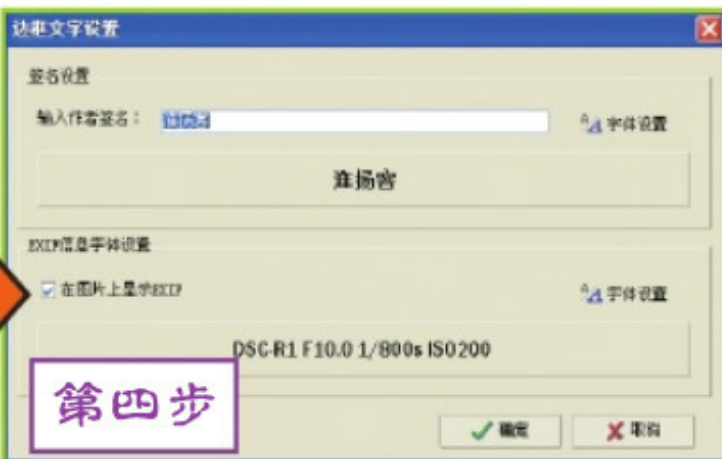 边框文字设置
签名设置
输入作者签名：
字体设置
淮扬客
EXIF信息字体设置
在图片上显示EXIF
字体设置
DSC-R1 F10.0 1/800s ISO200
第四步
确定
取消